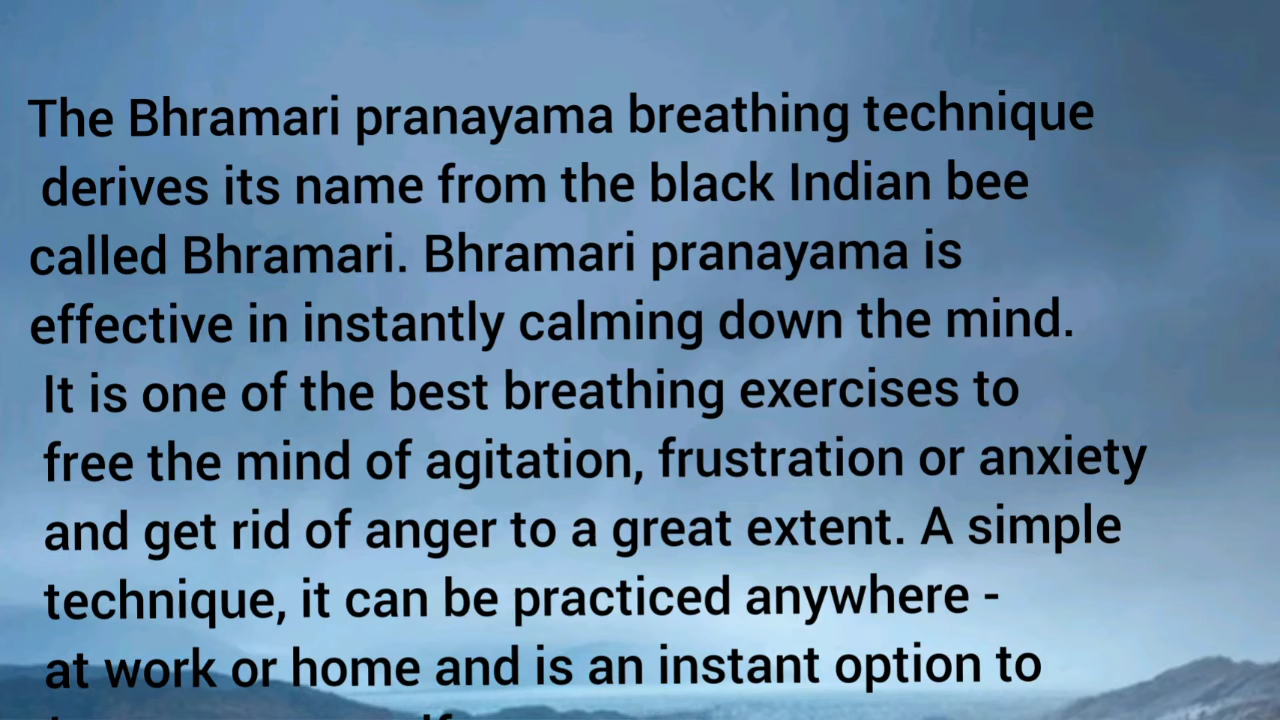 The Bhramari pranayama breathing technique
derives its name from the black Indian bee
called Bhramari. Bhramari pranayama is
effective in instantly calming down the mind.
It is one of the best breathing exercises to
free the mind of agitation, frustration or anxiety
and get rid of anger to a great extent. A simple
technique, it can be practiced anywhere -
at work or home and is an instant option to